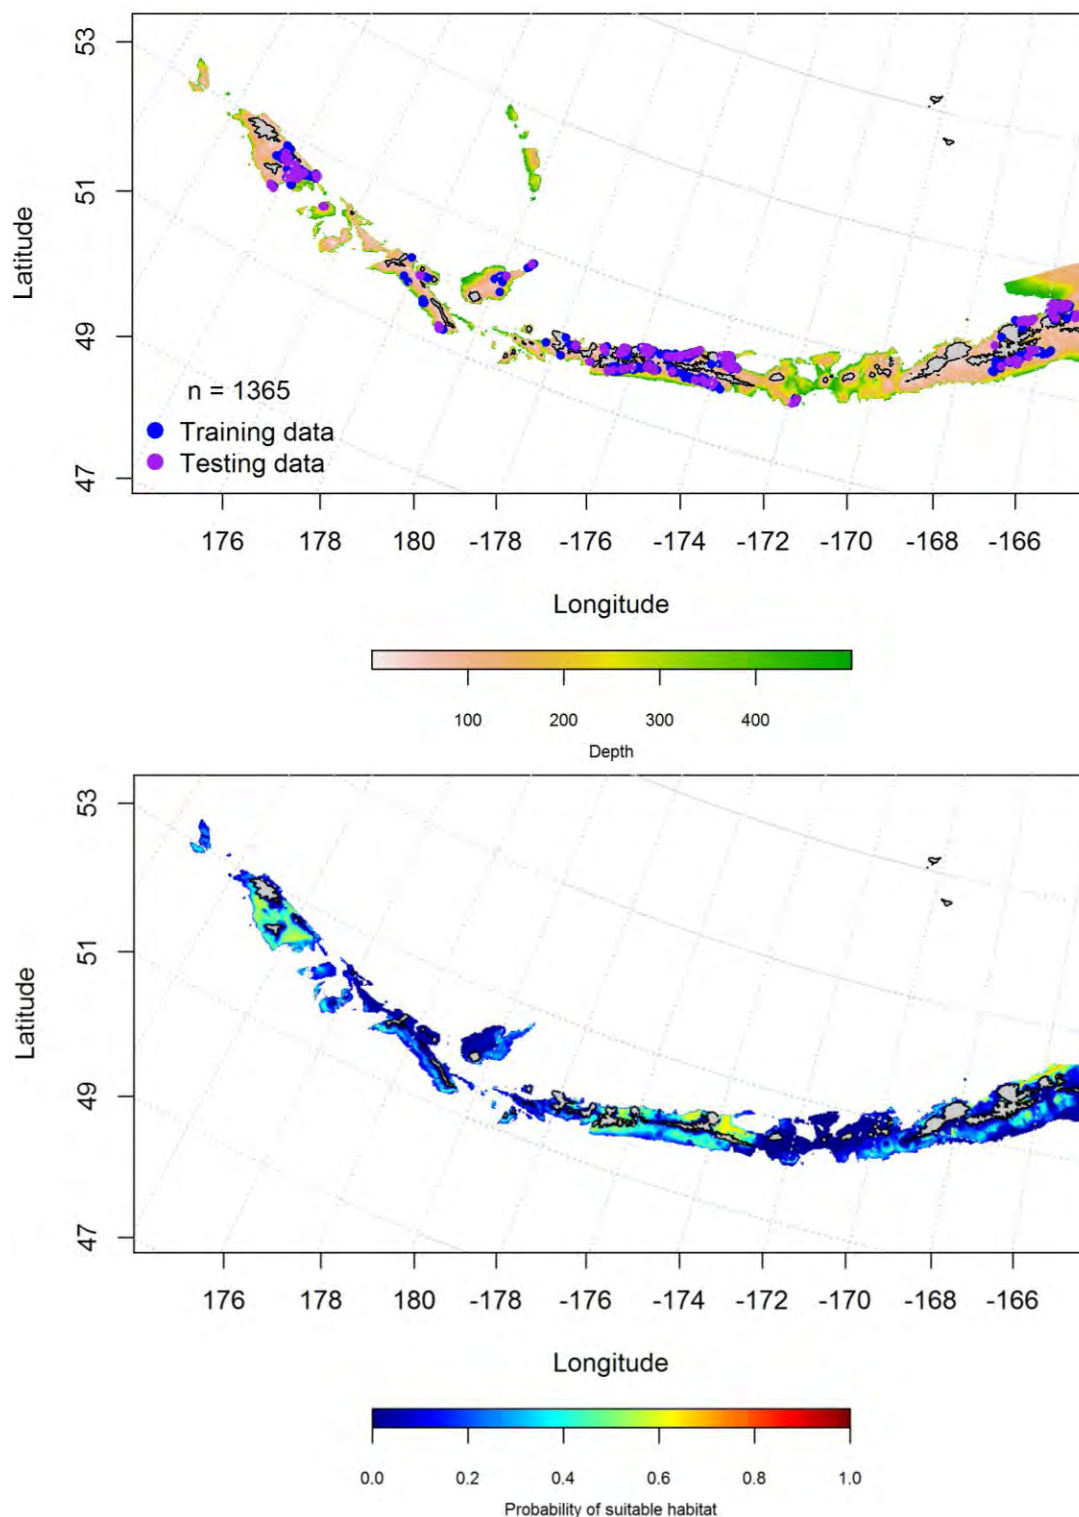 53
51
49
47
Latitude
n = 1365
Training data
Testing data
176 178 180 -178 -176 -174 -172 -170 -168 -166
Longitude
100 200 300 400
Depth
53
51
49
47
Latitude
176 178 180 -178 -176 -174 -172 -170 -168 -166
Longitude
0.0 0.2 0.4 0.6 0.8 1.0
Probability of suitable habitat